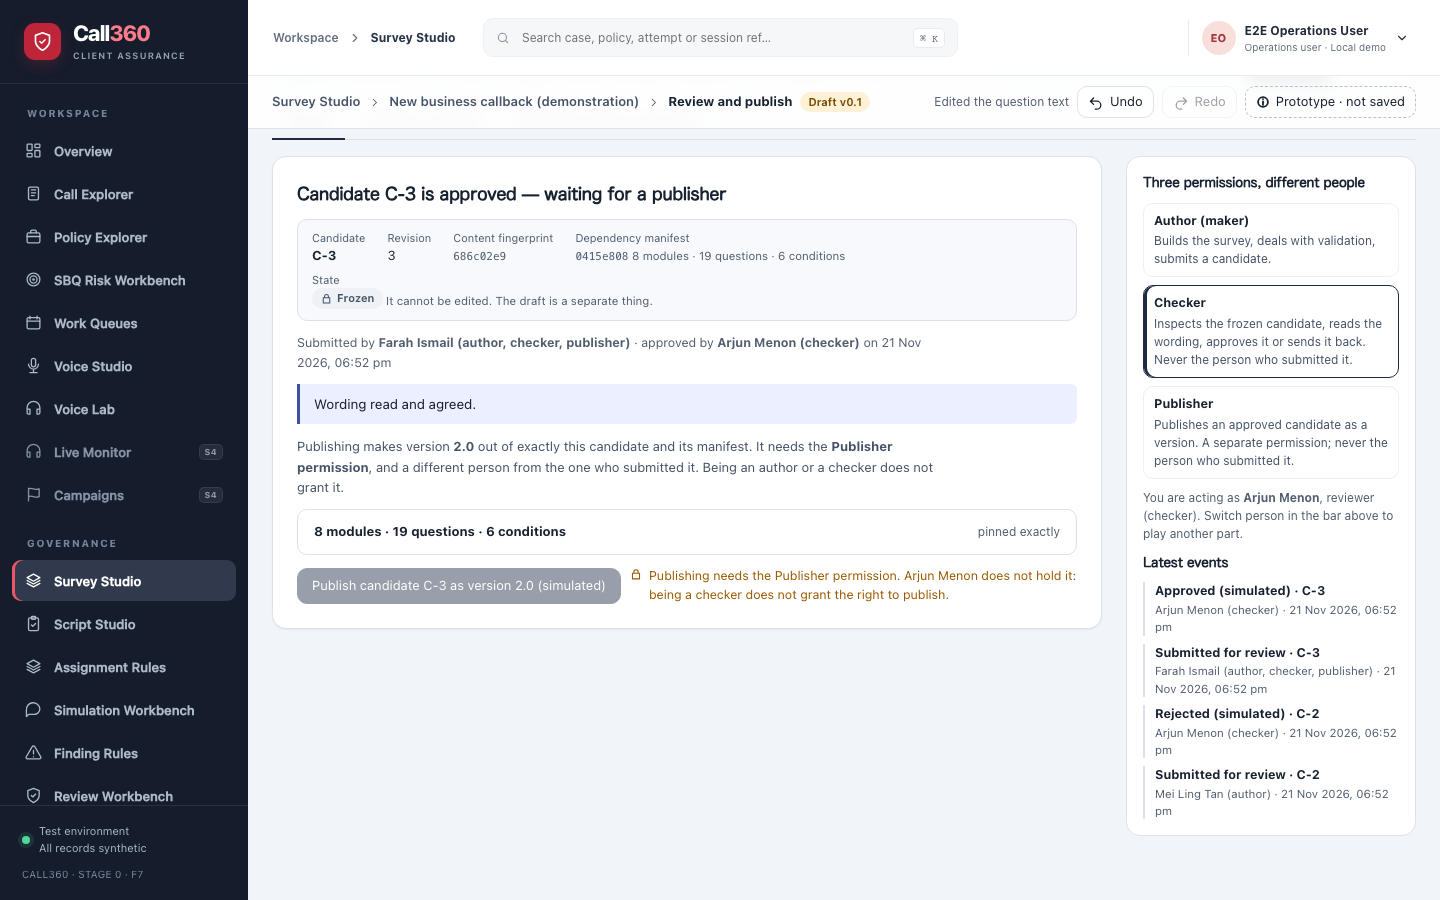 Call360
CLIENT ASSURANCE
WORKSPACE
Overview
Call Explorer
Policy Explorer
SBQ Risk Workbench
Work Queues
Voice Studio
Voice Lab
Live Monitor S4
Campaigns S4
GOVERNANCE
Survey Studio
Script Studio
Assignment Rules
Simulation Workbench
Finding Rules
Review Workbench
Test environment
All records synthetic
CALL360 · STAGE 0 · F7
Workspace > Survey Studio
Search case, policy, attempt or session ref...
⌘ K
EO
E2E Operations User
Operations user · Local demo
Survey Studio > New business callback (demonstration) > Review and publish Draft v0.1
Edited the question text Undo Redo Prototype · not saved
Candidate C-3 is approved — waiting for a publisher
Candidate Revision Content fingerprint Dependency manifest
C-3 3 686c02e9 0415e808 8 modules · 19 questions · 6 conditions
State
Frozen It cannot be edited. The draft is a separate thing.
Submitted by Farah Ismail (author, checker, publisher) · approved by Arjun Menon (checker) on 21 Nov
2026, 06:52 pm
Wording read and agreed.
Publishing makes version 2.0 out of exactly this candidate and its manifest. It needs the Publisher
permission, and a different person from the one who submitted it. Being an author or a checker does not
grant it.
8 modules · 19 questions · 6 conditions pinned exactly
Publish candidate C-3 as version 2.0 (simulated)
Publishing needs the Publisher permission. Arjun Menon does not hold it:
being a checker does not grant the right to publish.
Three permissions, different people
Author (maker)
Builds the survey, deals with validation,
submits a candidate.
Checker
Inspects the frozen candidate, reads the
wording, approves it or sends it back.
Never the person who submitted it.
Publisher
Publishes an approved candidate as a
version. A separate permission; never the
person who submitted it.
You are acting as Arjun Menon, reviewer
(checker). Switch person in the bar above to
play another part.
Latest events
Approved (simulated) · C-3
Arjun Menon (checker) · 21 Nov 2026, 06:52
pm
Submitted for review · C-3
Farah Ismail (author, checker, publisher) · 21
Nov 2026, 06:52 pm
Rejected (simulated) · C-2
Arjun Menon (checker) · 21 Nov 2026, 06:52
pm
Submitted for review · C-2
Mei Ling Tan (author) · 21 Nov 2026, 06:52
pm